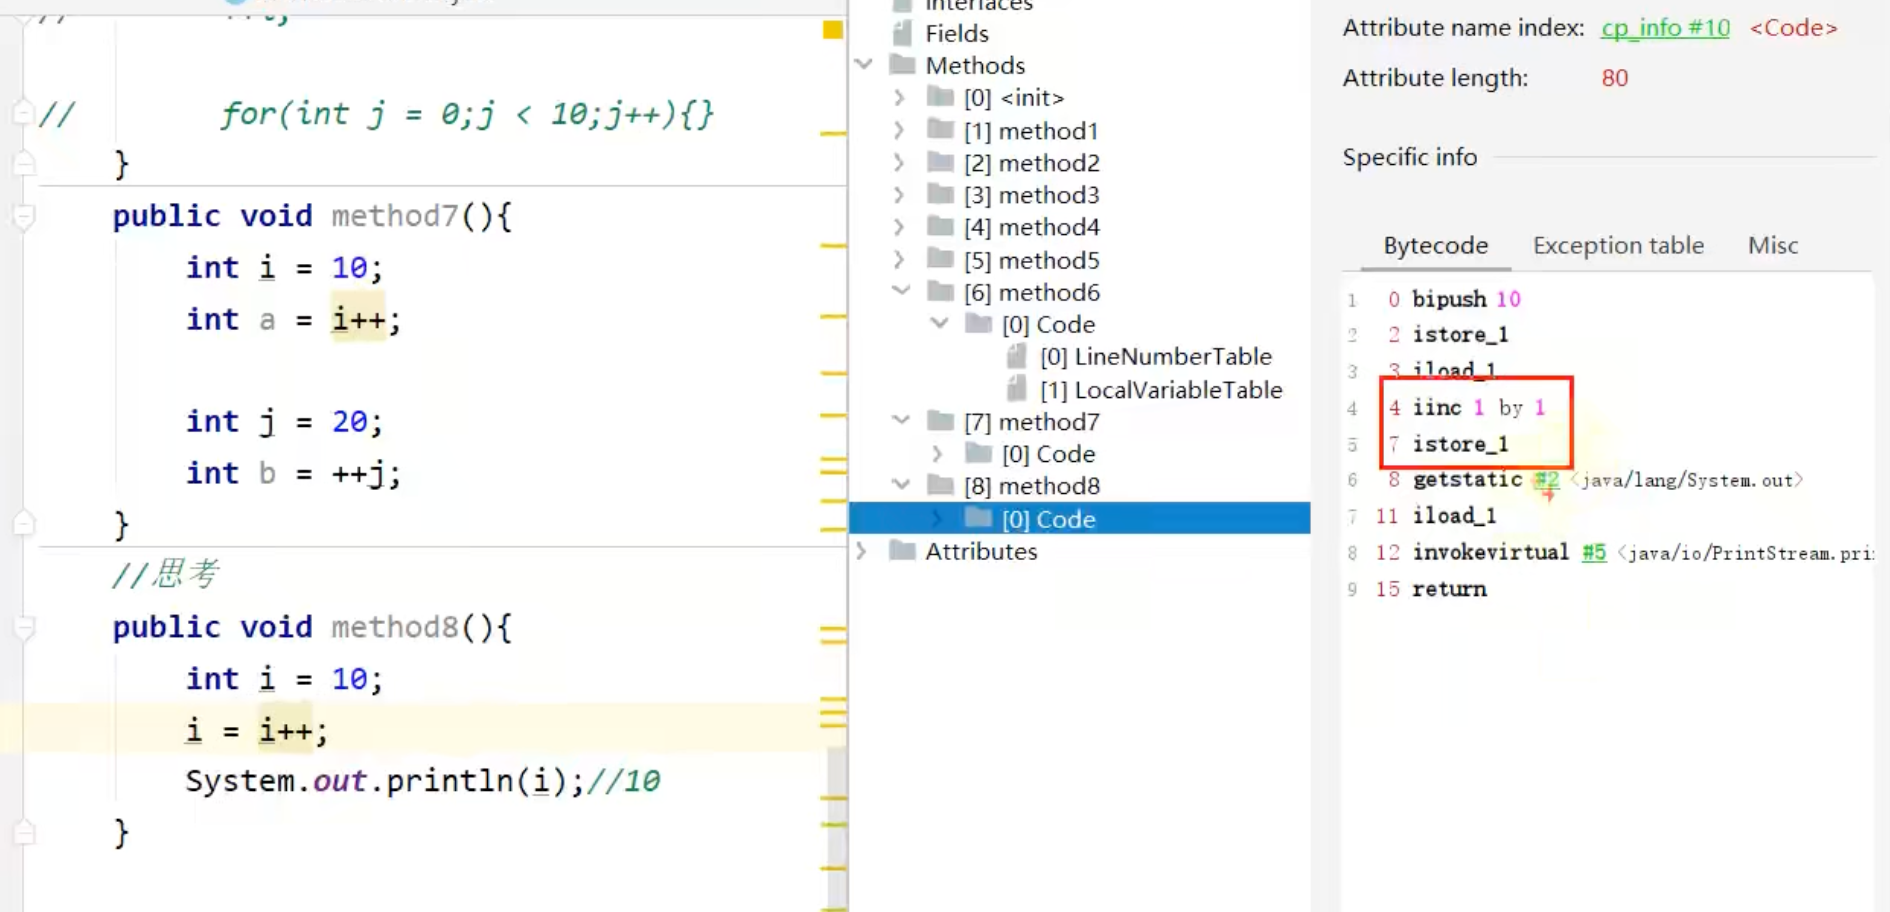 //
for(int j = 0;j < 10;j++){}
//
}
public void method7(){
int i = 10;
int a = i++;
int j = 20;
int b = ++j;
}
//思考
public void method8(){
int i = 10;
i = i++;
System.out.println(i);//10
}
Interfaces
Fields
Methods
[0] <init>
[1] method1
[2] method2
[3] method3
[4] method4
[5] method5
[6] method6
[0] Code
[0] LineNumberTable
[1] LocalVariableTable
[7] method7
[0] Code
[8] method8
[0] Code
Attributes
Attribute name index: cp_info #10 <Code>
Attribute length: 80
Specific info
Bytecode Exception table Misc
1 0 bipush 10
2 2 istore_1
3 3 iload_1
4 4 iinc 1 by 1
5 7 istore_1
6 8 getstatic #2 <java/lang/System.out>
7 11 iload_1
8 12 invokevirtual #5 <java/io/PrintStream.pri
9 15 return